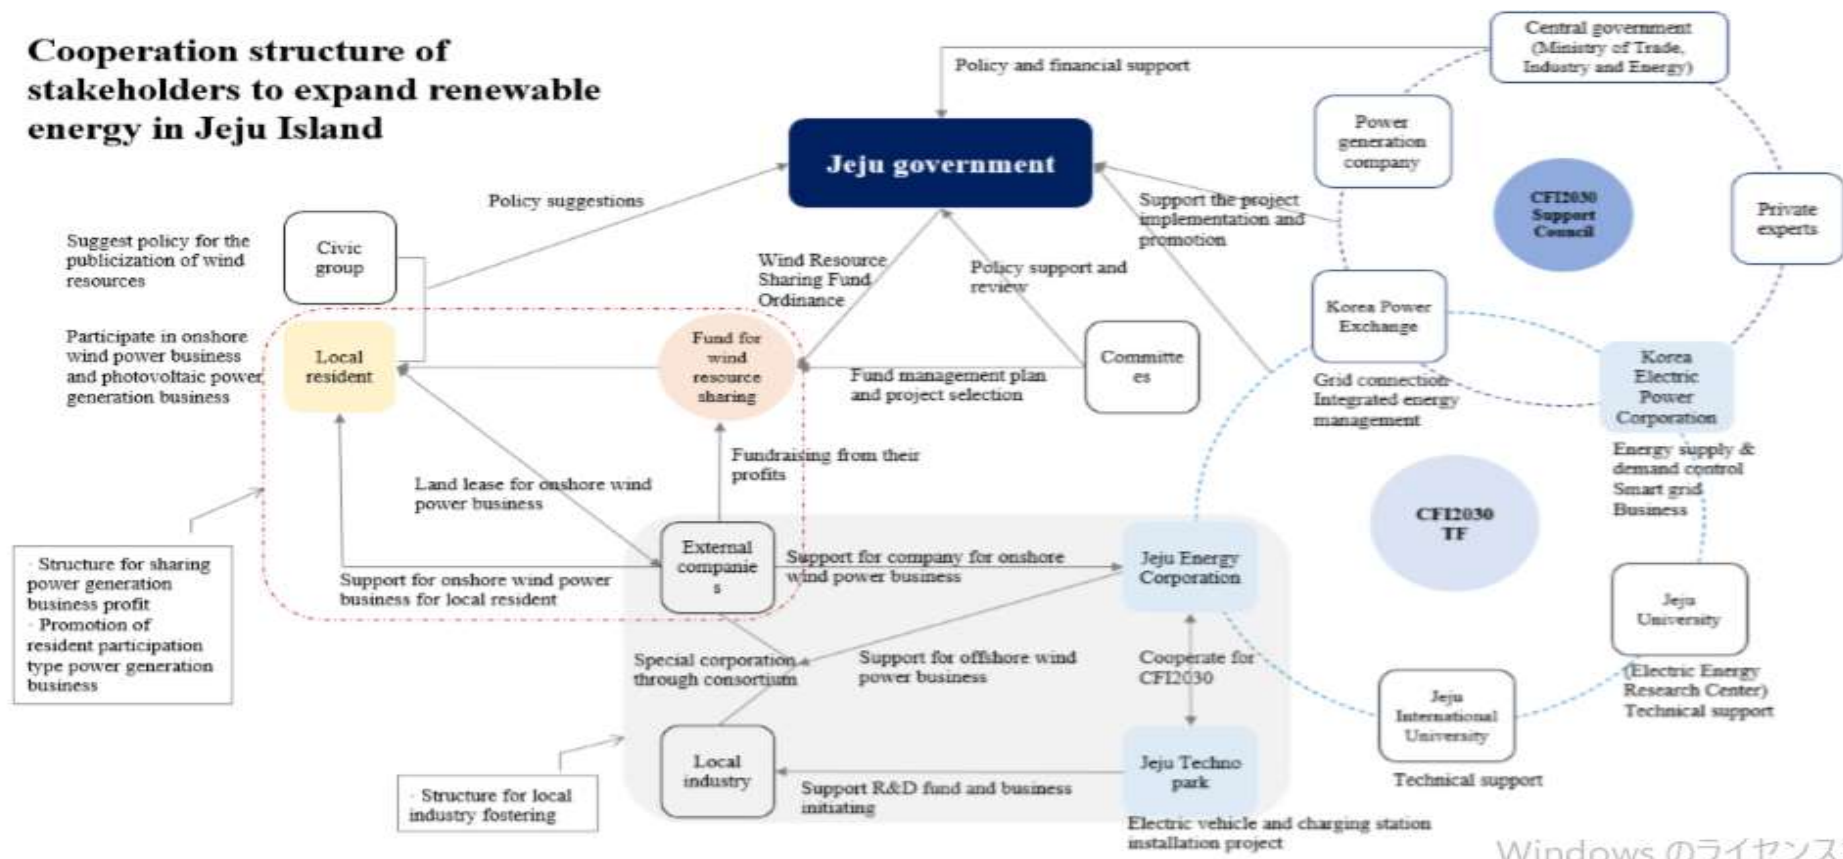 Cooperation structure of
stakeholders to expand renewable
energy in Jeju Island
Central government
(Ministry of Trade,
Industry and Energy)
Policy and financial support
Power
generation
company
Jeju government
CFI2030
Support
Council
Private
experts
Policy suggestions
Support the project
implementation and
promotion
Civic
group
Suggest policy for the
publicization of wind
resources
Wind Resource
Sharing Fund
Ordinance
Policy support and
review
Korea Power
Exchange
Participate in onshore
wind power business
and photovoltaic power
generation business
Local
resident
Fund for
wind
resource
sharing
Committe
es
Fund management plan
and project selection
Grid connection
Integrated energy
management
Korea
Electric
Power
Corporation
Energy supply &
demand control
Smart grid
Business
Fundraising from their
profits
Land lease for onshore wind
power business
CFI2030
TF
External
companie
s
Support for company for onshore
wind power business
Jeju Energy
Corporation
· Structure for sharing
power generation
business profit
· Promotion of
resident participation
type power generation
business
Support for onshore wind power
business for local resident
Jeju
University
(Electric Energy
Research Center)
Technical support
Special corporation
through consortium
Support for offshore wind
power business
Cooperate for
CFI2030
Jeju
International
University
Technical support
Local
industry
Jeju Techno
park
· Structure for local
industry fostering
Support R&D fund and business
initiating
Electric vehicle and charging station
installation project
Windows のライセンス